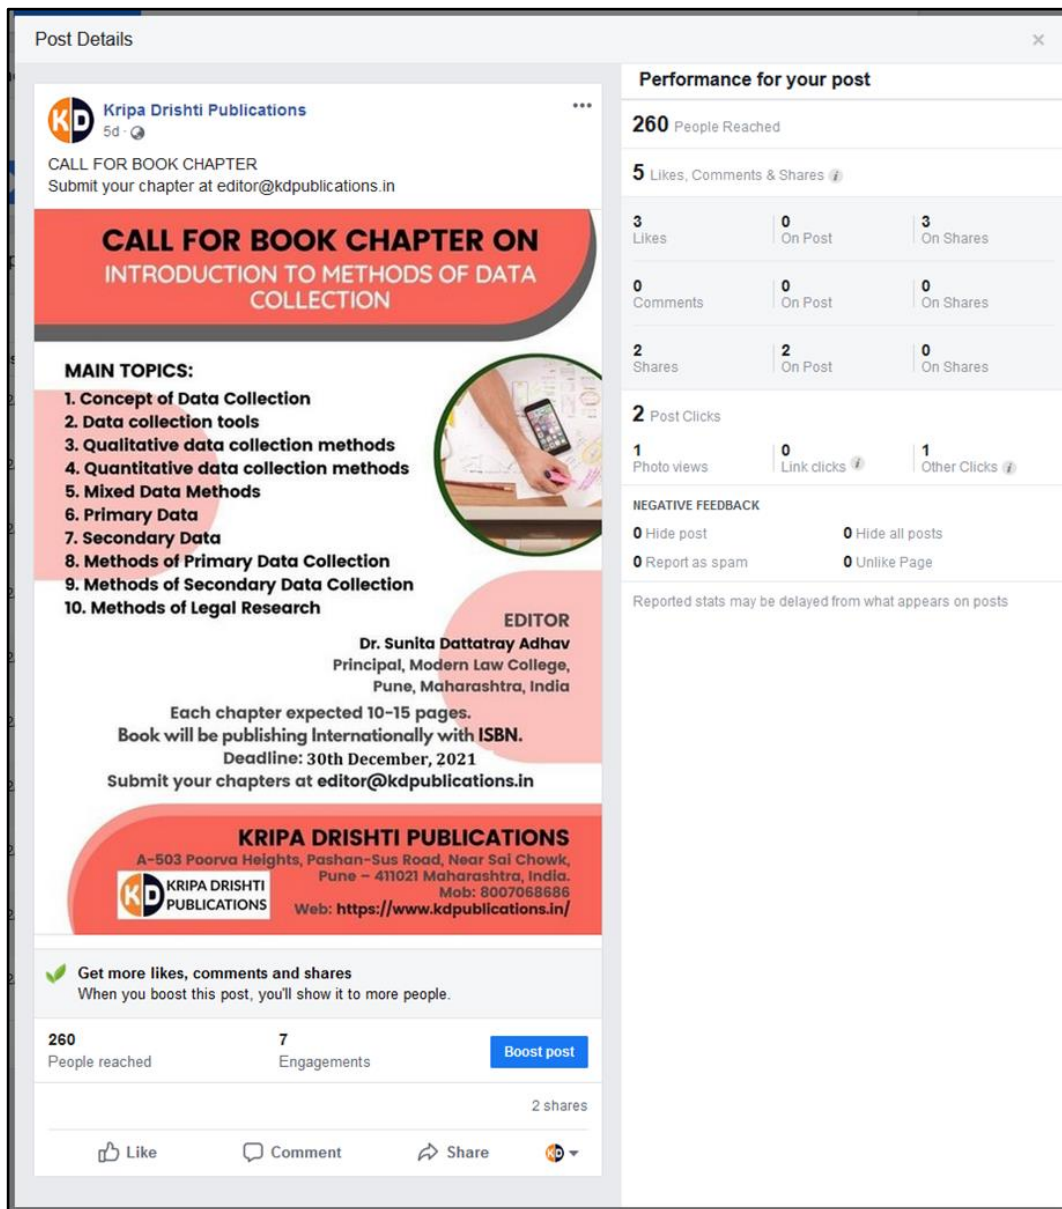 Post Details
×
Kripa Drishti Publications
5d ·
CALL FOR BOOK CHAPTER
Submit your chapter at editor@kdpublications.in
CALL FOR BOOK CHAPTER ON
INTRODUCTION TO METHODS OF DATA
COLLECTION
MAIN TOPICS:
1. Concept of Data Collection
2. Data collection tools
3. Qualitative data collection methods
4. Quantitative data collection methods
5. Mixed Data Methods
6. Primary Data
7. Secondary Data
8. Methods of Primary Data Collection
9. Methods of Secondary Data Collection
10. Methods of Legal Research
EDITOR
Dr. Sunita Dattatray Adhav
Principal, Modern Law College,
Pune, Maharashtra, India
Each chapter expected 10-15 pages.
Book will be publishing Internationally with ISBN.
Deadline: 30th December, 2021
Submit your chapters at editor@kdpublications.in
KRIPA DRISHTI PUBLICATIONS
A-503 Poorva Heights, Pashan-Sus Road, Near Sai Chowk,
Pune – 411021 Maharashtra, India.
Mob: 8007068686
Web: https://www.kdpublications.in/
KD KRIPA DRISHTI
PUBLICATIONS
Get more likes, comments and shares
When you boost this post, you'll show it to more people.
260 7
People reached Engagements
Boost post
2 shares
Like Comment Share KD
Performance for your post
260 People Reached
5 Likes, Comments & Shares
3 0 3
Likes On Post On Shares
0 0 0
Comments On Post On Shares
2 2 0
Shares On Post On Shares
2 Post Clicks
1 0 1
Photo views Link clicks Other Clicks
NEGATIVE FEEDBACK
0 Hide post 0 Hide all posts
0 Report as spam 0 Unlike Page
Reported stats may be delayed from what appears on posts